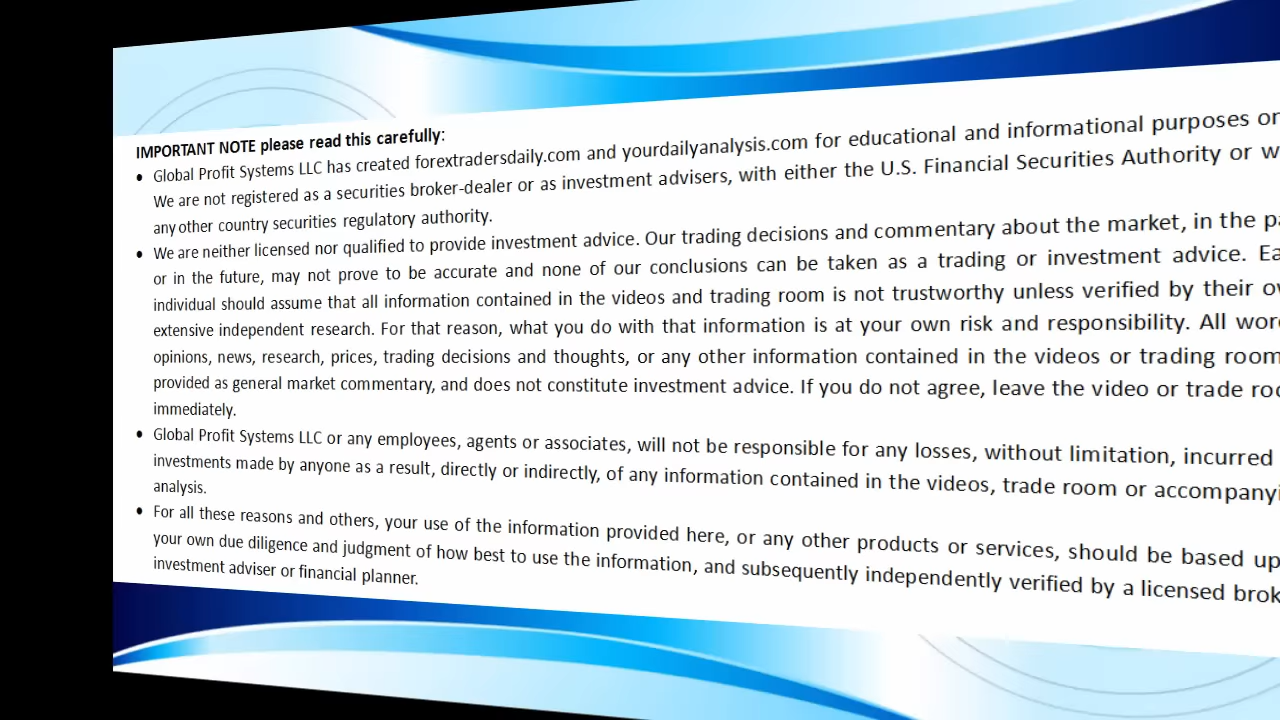 IMPORTANT NOTE please read this carefully:
• Global Profit Systems LLC has created forextradersdaily.com and yourdailyanalysis.com for educational and informational purposes
We are not registered as a securities broker-dealer or as investment advisers, with either the U.S. Financial Securities Authority or
any other country securities regulatory authority.
• We are neither licensed nor qualified to provide investment advice. Our trading decisions and commentary about the market, in the
or in the future, may not prove to be accurate and none of our conclusions can be taken as a trading or investment advice.
individual should assume that all information contained in the videos and trading room is not trustworthy unless verified by their
extensive independent research. For that reason, what you do with that information is at your own risk and responsibility. All
opinions, news, research, prices, trading decisions and thoughts, or any other information contained in the videos or trading room
provided as general market commentary, and does not constitute investment advice. If you do not agree, leave the video or trade
immediately.
• Global Profit Systems LLC or any employees, agents or associates, will not be responsible for any losses, without limitation, incurred
investments made by anyone as a result, directly or indirectly, of any information contained in the videos, trade room or
analysis.
• For all these reasons and others, your use of the information provided here, or any other products or services, should be based
your own due diligence and judgment of how best to use the information, and subsequently independently verified by a licensed
investment adviser or financial planner.